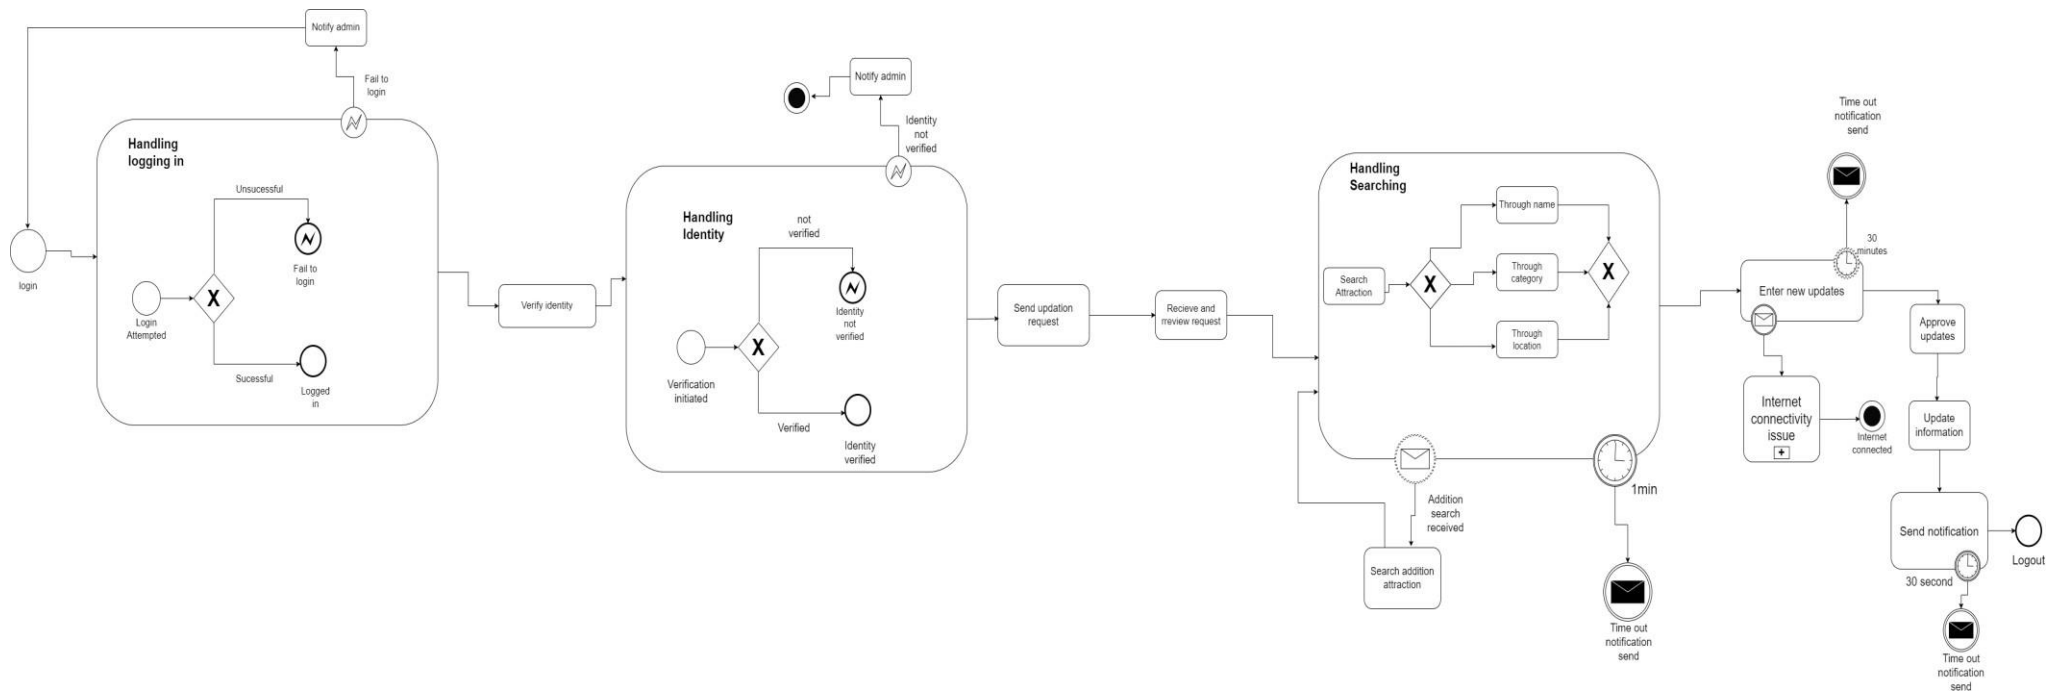 Notify admin
Fail to
login
Handling
logging in
Unsucessful
Fail to
login
login
Login
Attempted
X
Sucessful
Logged
in
Verify identity
Notify admin
Identity
not
verified
Handling
Identity
not
verified
Identity
not
verified
X
Verification
initiated
Verified
Identity
verified
Send updation
request
Recieve and
rreview request
Handling
Searching
Through name
Search
Attraction
X
Through
category
X
Through
location
Addition
search
received
1min
Search addition
attraction
Time out
notification
send
Time out
notification
send
30
minutes
Enter new updates
Approve
updates
Internet
connectivity
issue
Internet
connected
Update
information
Send notification
30 second
Logout
Time out
notification
send